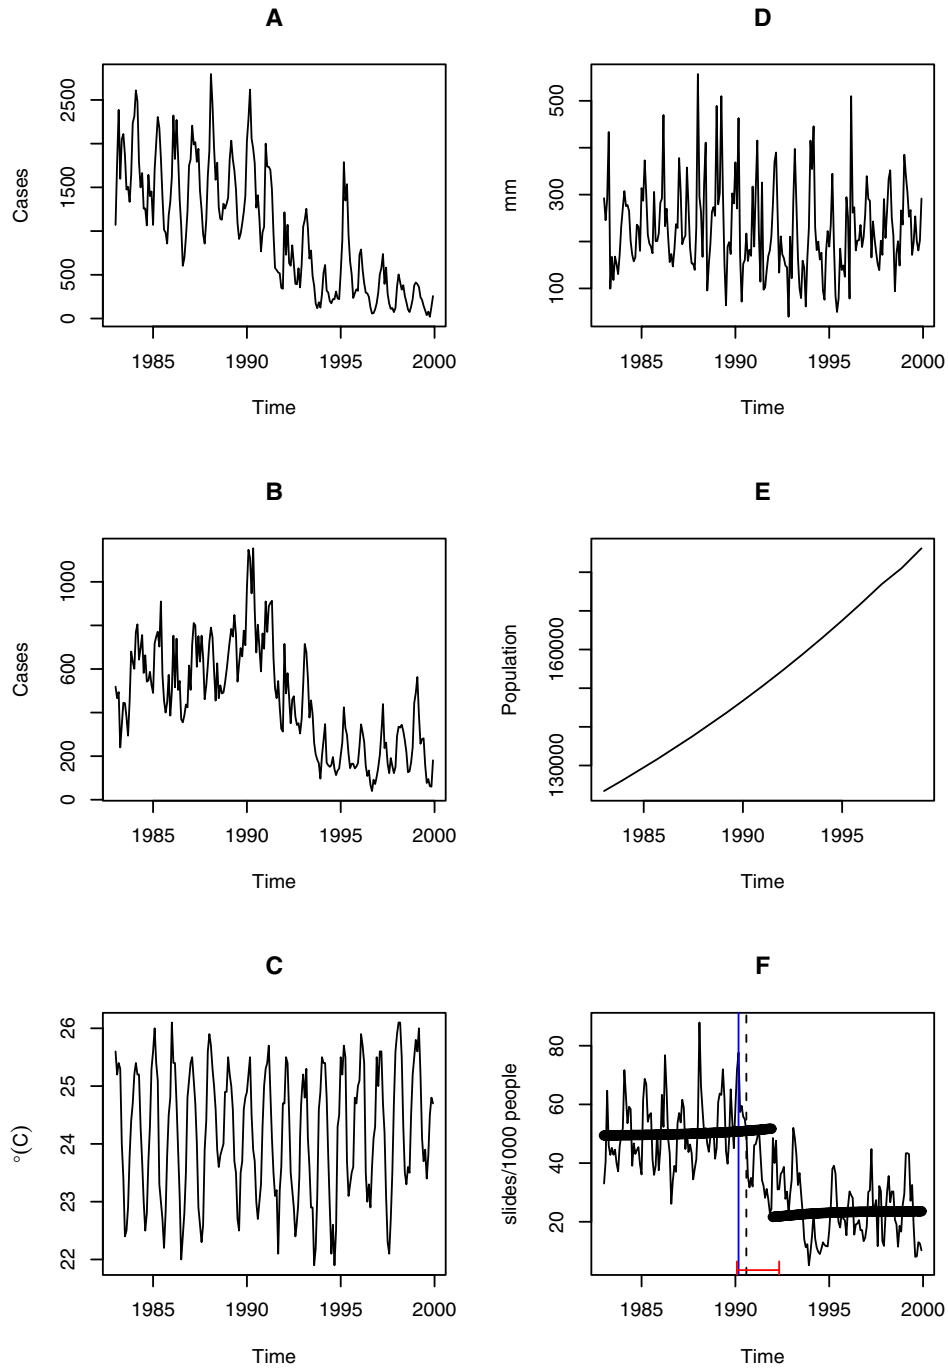 A
Cases
0 500 1500 2500
1985 1990 1995 2000
Time
D
mm
100 300 500
1985 1990 1995 2000
Time
B
Cases
0 200 600 1000
1985 1990 1995 2000
Time
E
Population
130000 160000
1985 1990 1995
Time
C
°(C)
22 23 24 25 26
1985 1990 1995 2000
Time
F
slides/1000 people
20 40 60 80
1985 1990 1995 2000
Time